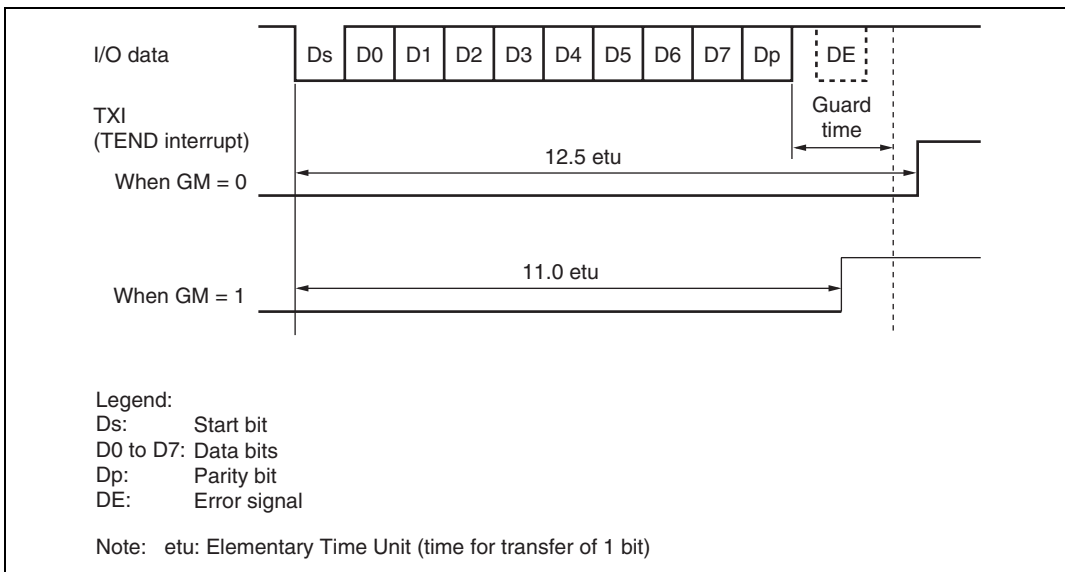 I/O data
Ds D0 D1 D2 D3 D4 D5 D6 D7 Dp DE
TXI
(TEND interrupt)
Guard
time
12.5 etu
When GM = 0
11.0 etu
When GM = 1
Legend:
Ds: Start bit
D0 to D7: Data bits
Dp: Parity bit
DE: Error signal
Note: etu: Elementary Time Unit (time for transfer of 1 bit)